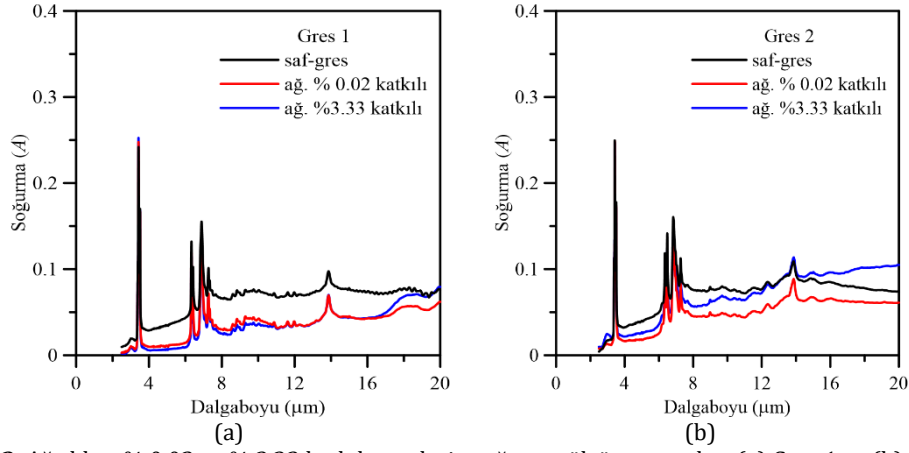 0.4
0.3
0.2
0.1
0
Soğurma (A)
Gres 1
saf-gres
ağ. % 0.02 katkılı
ağ. %3.33 katkılı
0 4 8 12 16 20
Dalgaboyu (µm)
(a)
0.4
0.3
0.2
0.1
0
Soğurma (A)
Gres 2
saf-gres
ağ. % 0.02 katkılı
ağ. %3.33 katkılı
0 4 8 12 16 20
Dalgaboyu (µm)
(b)